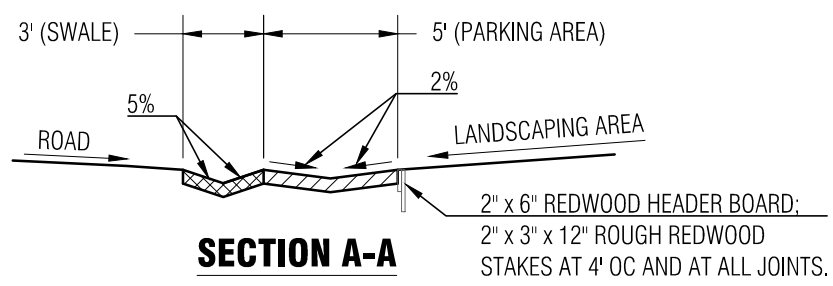 3' (SWALE)
5' (PARKING AREA)
2%
5%
ROAD
LANDSCAPING AREA
2" x 6" REDWOOD HEADER BOARD;
2" x 3" x 12" ROUGH REDWOOD
STAKES AT 4' OC AND AT ALL JOINTS.
SECTION A-A